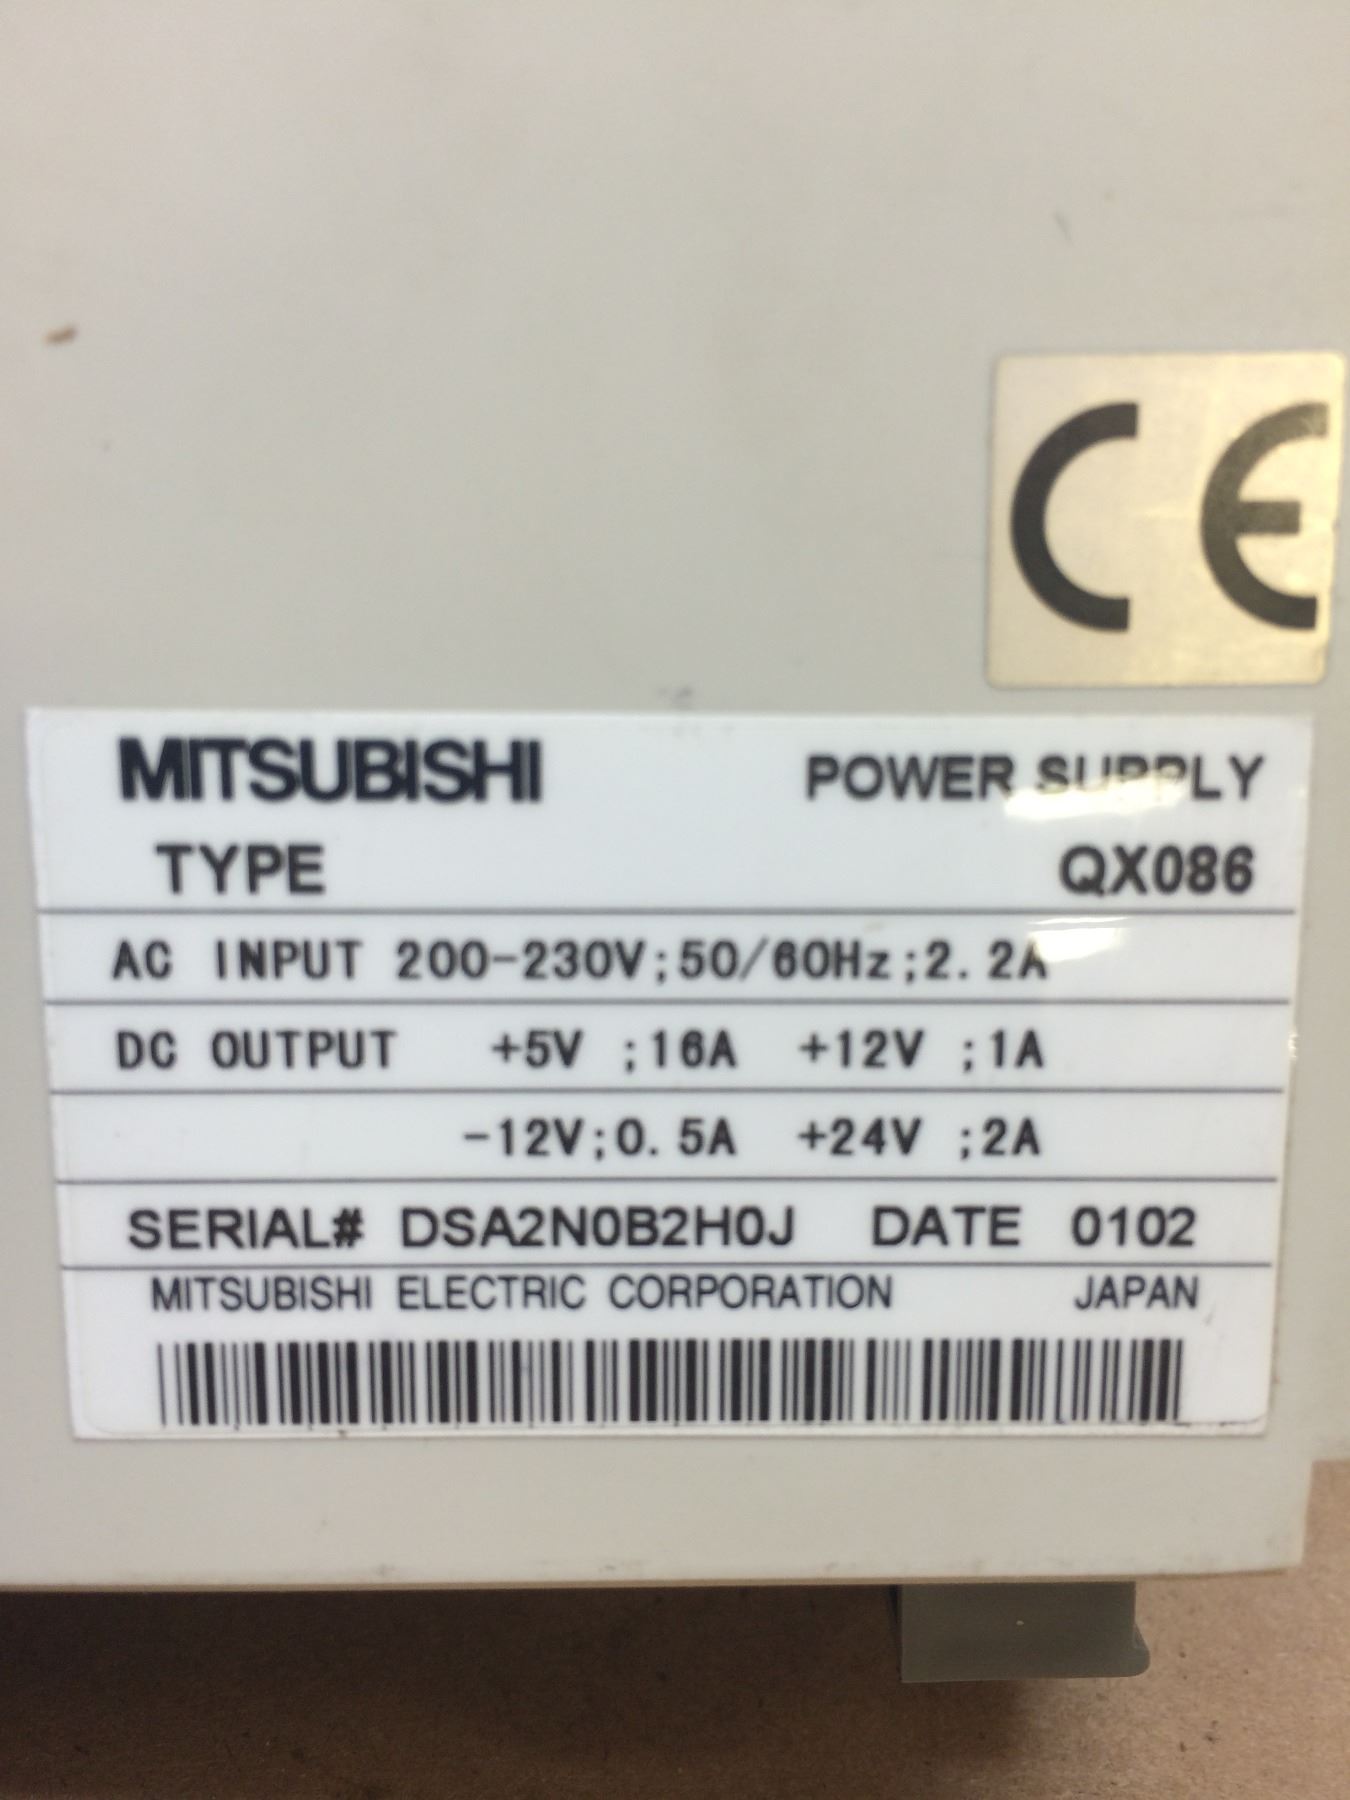 CE
MITSUBISHI POWER SUPPLY
TYPE QX086
AC INPUT 200-230V;50/60Hz;2.2A
DC OUTPUT +5V ;16A +12V ;1A
-12V;0.5A +24V ;2A
SERIAL# DSA2N0B2H0J DATE 0102
MITSUBISHI ELECTRIC CORPORATION JAPAN